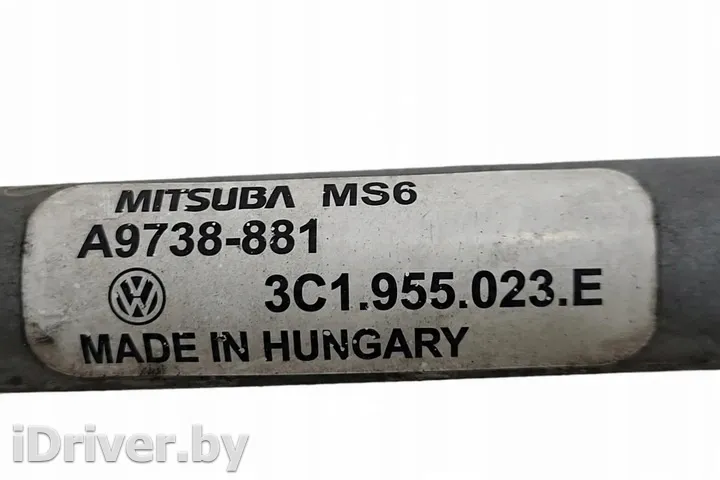 MITSUBA MS6
A9738-881
3C1.955.023.E
MADE IN HUNGARY
iDriver.by